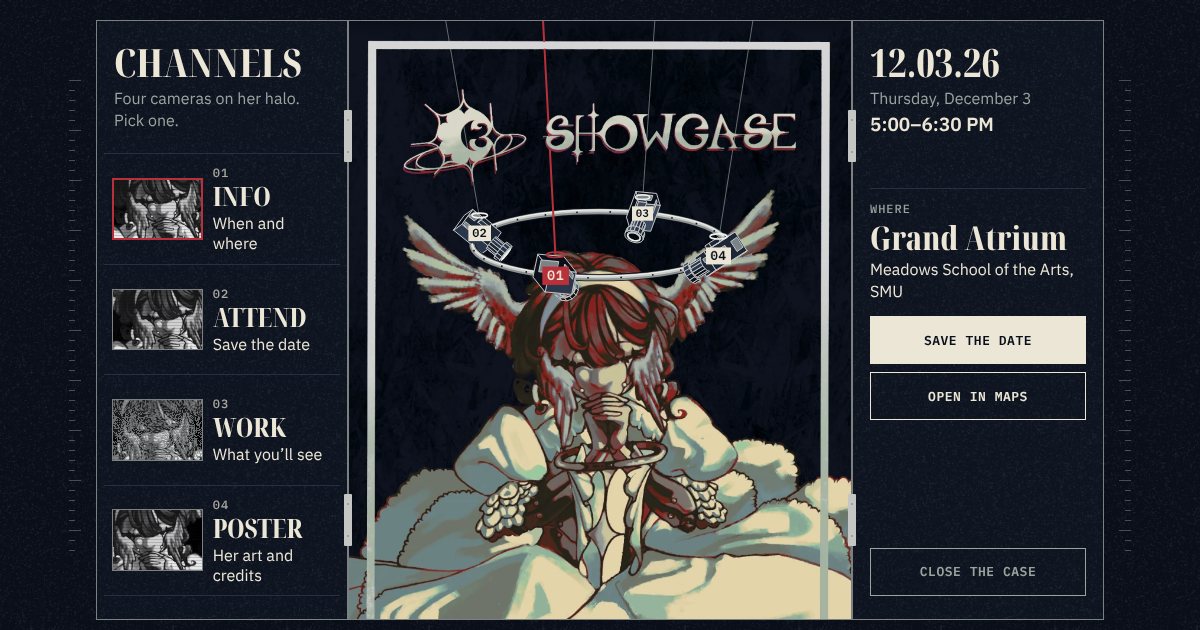 CHANNELS
Four cameras on her halo.
Pick one.
01
INFO
When and
where
02
ATTEND
Save the date
03
WORK
What you’ll see
04
POSTER
Her art and
credits
3 SHOWCASE
02
03
01
04
12.03.26
Thursday, December 3
5:00–6:30 PM
WHERE
Grand Atrium
Meadows School of the Arts,
SMU
SAVE THE DATE
OPEN IN MAPS
CLOSE THE CASE